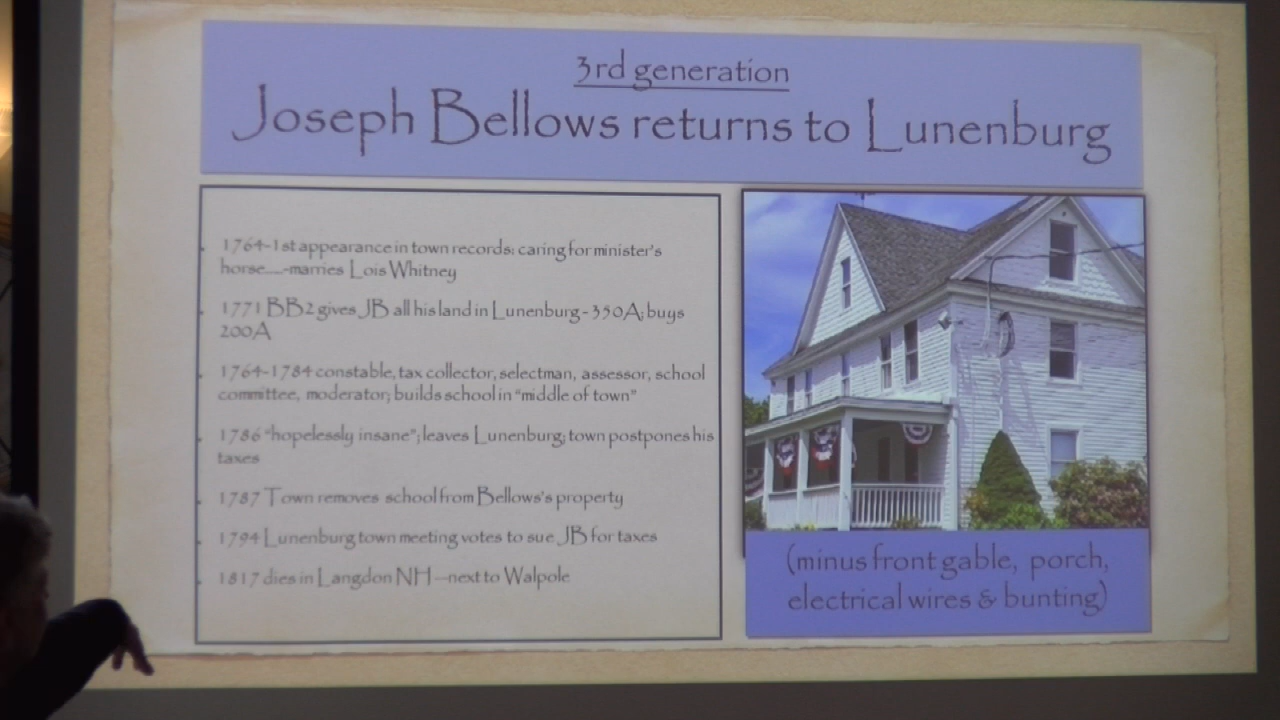 3rd generation
Joseph Bellows returns to Lunenburg
1764-1st appearance in town records: caring for minister's
horse.....-marries Lois Whitney
1771 BB2 gives JB all his land in Lunenburg - 350A; buys
200A
1764-1784 constable, tax collector, selectman, assessor, school
committee, moderator; builds school in "middle of town"
1786 "hopelessly insane"; leaves Lunenburg; town postpones his
taxes
1787 Town removes school from Bellows's property
1794 Lunenburg town meeting votes to sue JB for taxes
1817 dies in Langdon NH—next to Walpole
(minus front gable, porch,
electrical wires & bunting)